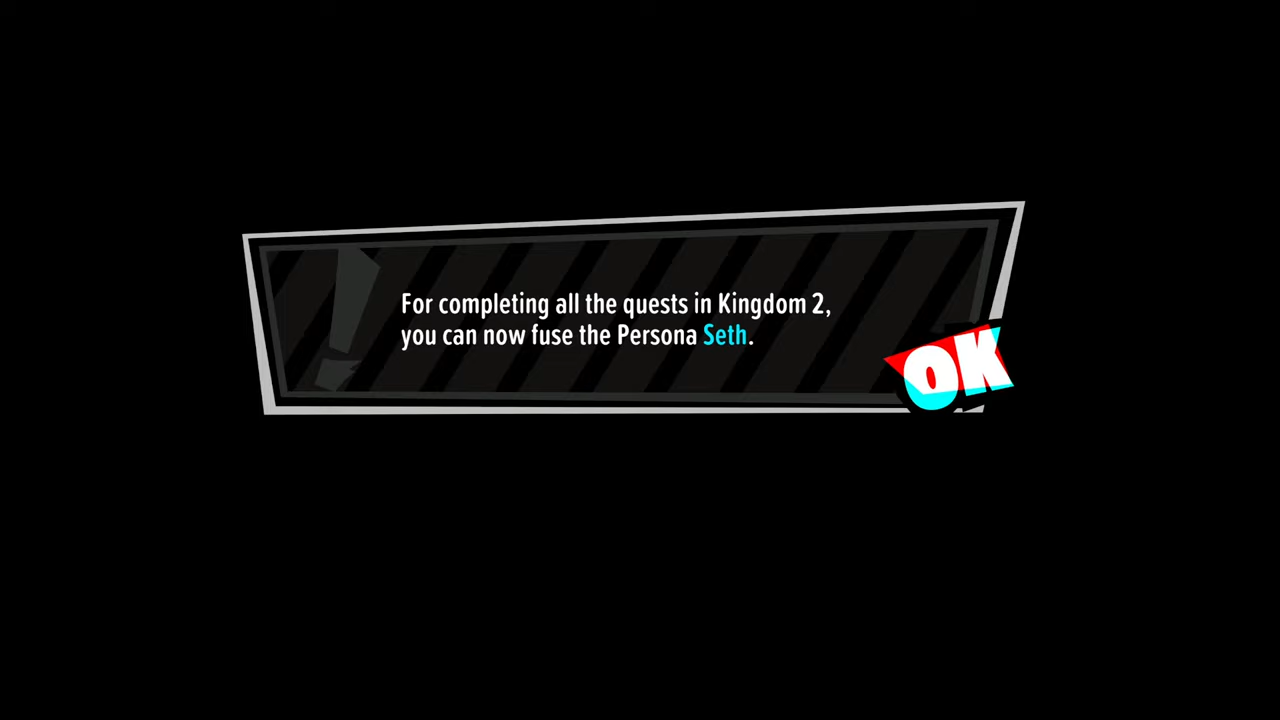 For completing all the quests in Kingdom 2,
you can now fuse the Persona Seth.
OK